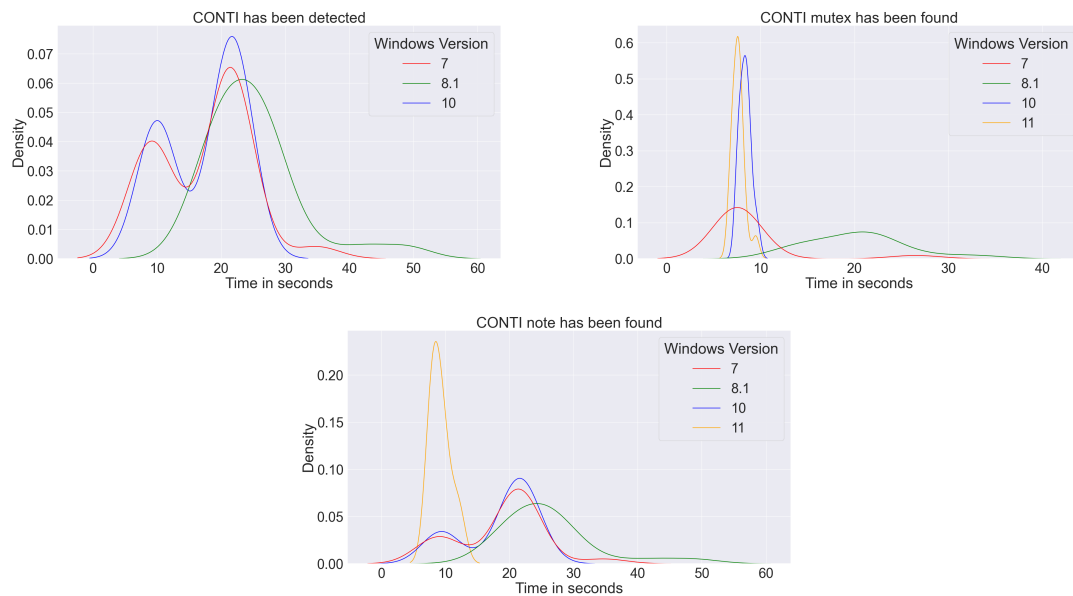 CONTI has been detected
Density
0.07
0.06
0.05
0.04
0.03
0.02
0.01
0.00
0 10 20 30 40 50 60
Time in seconds
Windows Version
7
8.1
10
CONTI mutex has been found
Density
0.6
0.5
0.4
0.3
0.2
0.1
0.0
0 10 20 30 40
Time in seconds
Windows Version
7
8.1
10
11
CONTI note has been found
Density
0.20
0.15
0.10
0.05
0.00
0 10 20 30 40 50 60
Time in seconds
Windows Version
7
8.1
10
11